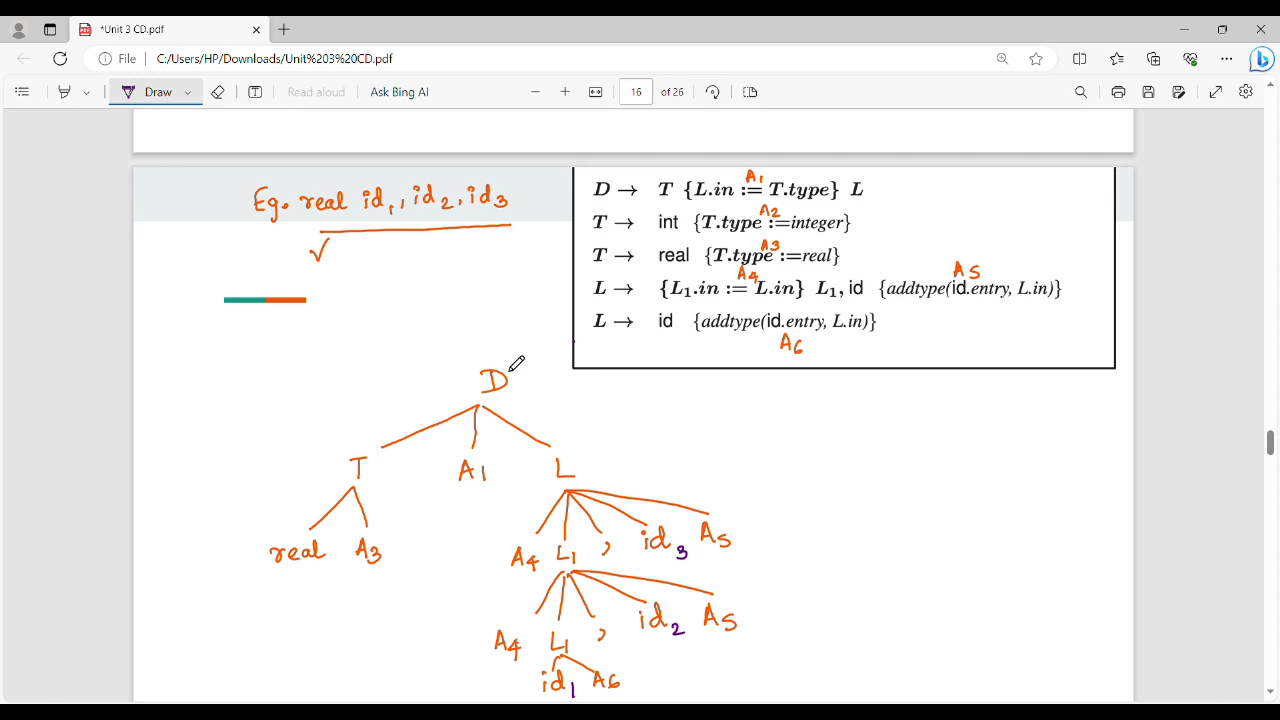 *Unit 3 CD.pdf
File C:/Users/HP/Downloads/Unit%203%20CD.pdf
Draw Read aloud Ask Bing AI 16 of 26
Eg. real id1, id2, id3
√
A1
D → T {L.in := T.type} L
A2
T → int {T.type :=integer}
A3
T → real {T.type :=real}
A4 A5
L → {L1.in := L.in} L1, id {addtype(id.entry, L.in)}
L → id {addtype(id.entry, L.in)}
A6
D
T A1 L
real A3 A4 L1 , id3 A5
A4 L1 , id2 A5
id1 A6